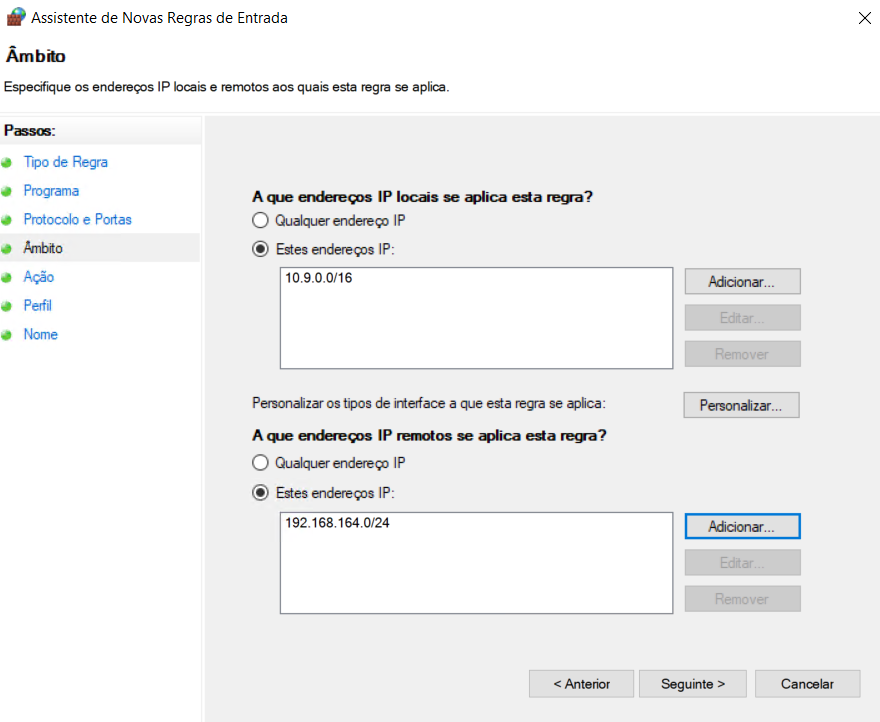 Assistente de Novas Regras de Entrada
Âmbito
Especifique os endereços IP locais e remotos aos quais esta regra se aplica.
Passos:
Tipo de Regra
Programa
Protocolo e Portas
Âmbito
Ação
Perfil
Nome
A que endereços IP locais se aplica esta regra?
Qualquer endereço IP
Estes endereços IP:
10.9.0.0/16
Adicionar...
Editar...
Remover
Personalizar os tipos de interface a que esta regra se aplica:
Personalizar...
A que endereços IP remotos se aplica esta regra?
Qualquer endereço IP
Estes endereços IP:
192.168.164.0/24
Adicionar...
Editar...
Remover
< Anterior
Seguinte >
Cancelar